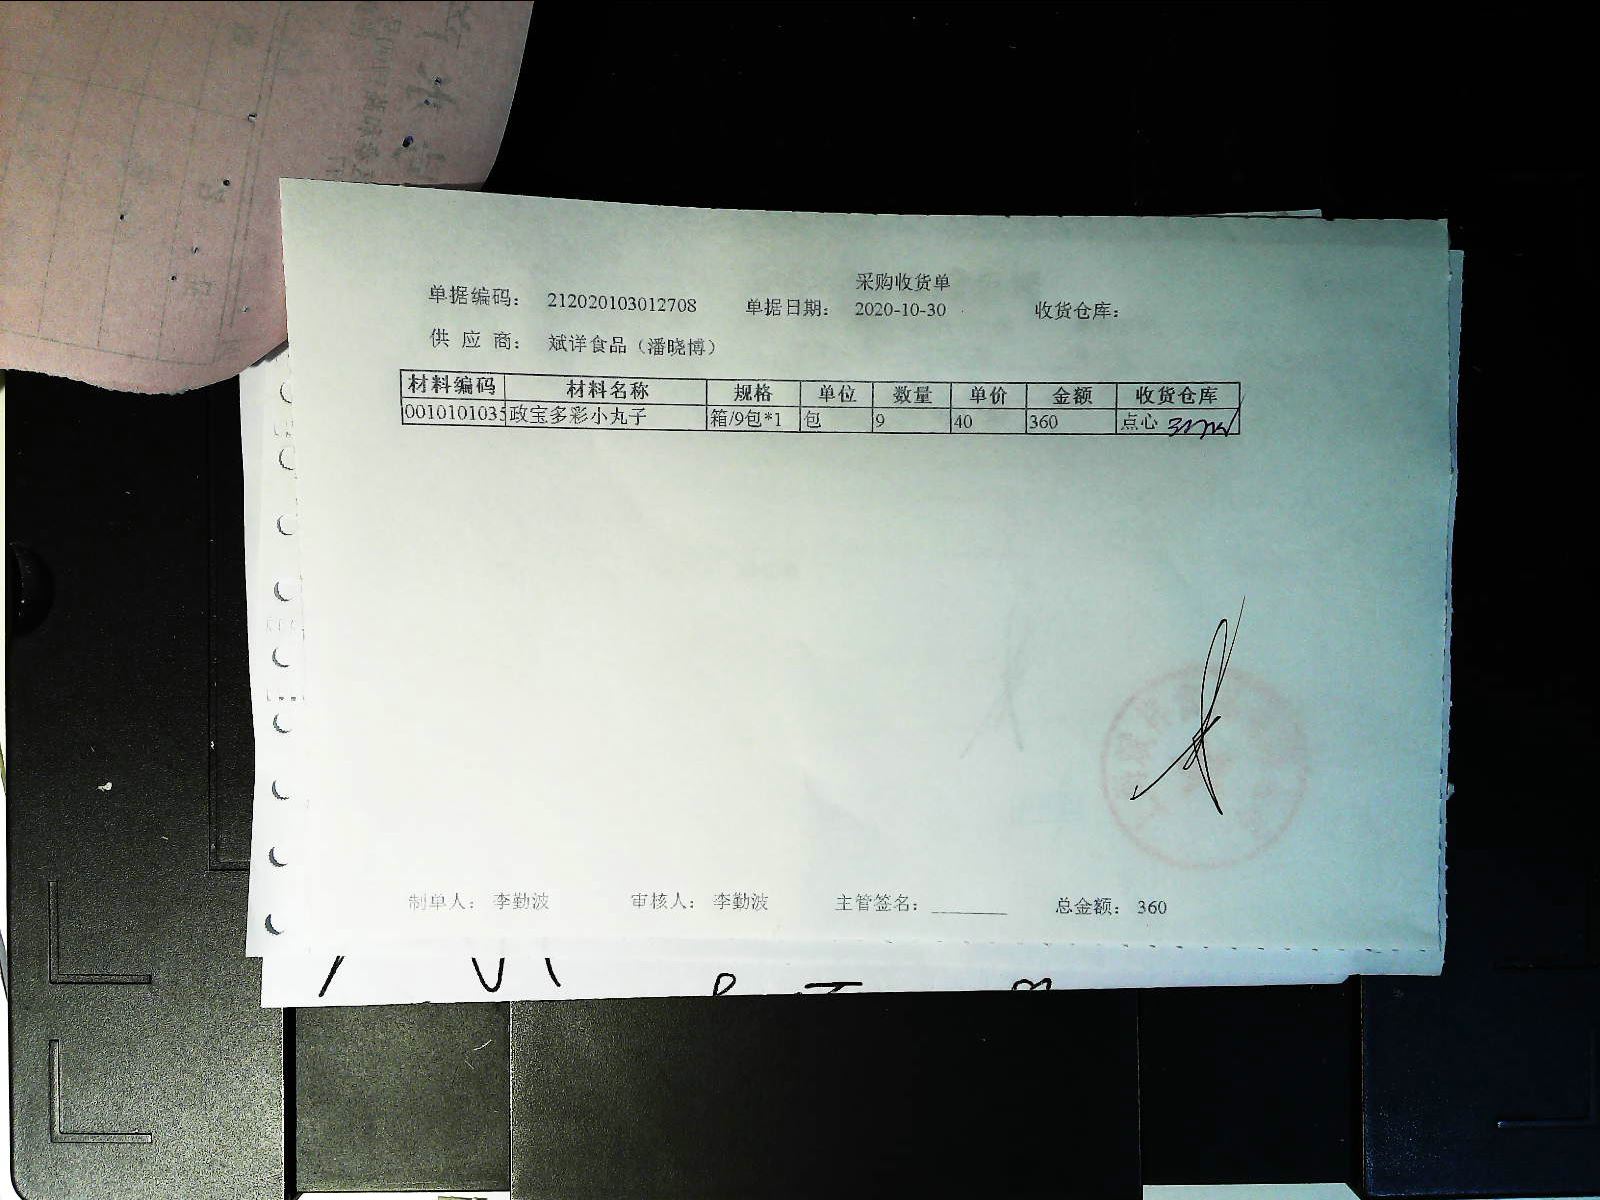 采购收货单
单据编码： 212020103012708 单据日期： 2020-10-30 收货仓库：
供 应 商： 斌详食品（潘晓博）
材料编码 材料名称 规格 单位 数量 单价 金额 收货仓库
0010101035 政宝多彩小丸子 箱/9包*1 包 9 40 360 点心
制单人： 李勤波 审核人： 李勤波 主管签名： ________ 总金额： 360